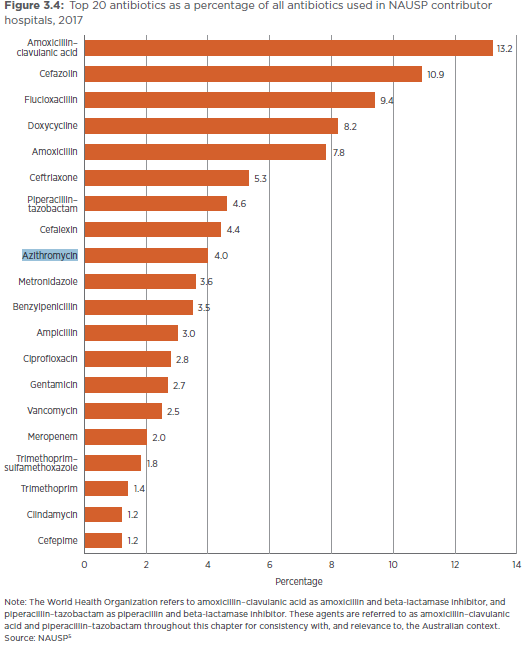 Figure 3.4: Top 20 antibiotics as a percentage of all antibiotics used in NAUSP contributor
hospitals, 2017
Amoxicillin–
clavulanic acid
13.2
Cefazolin
10.9
Flucloxacillin
9.4
Doxycycline
8.2
Amoxicillin
7.8
Ceftriaxone
5.3
Piperacillin–
tazobactam
4.6
Cefalexin
4.4
Azithromycin
4.0
Metronidazole
3.6
Benzylpenicillin
3.5
Ampicillin
3.0
Ciprofloxacin
2.8
Gentamicin
2.7
Vancomycin
2.5
Meropenem
2.0
Trimethoprim–
sulfamethoxazole
1.8
Trimethoprim
1.4
Clindamycin
1.2
Cefepime
1.2
0 2 4 6 8 10 12 14
Percentage
Note: The World Health Organization refers to amoxicillin–clavulanic acid as amoxicillin and beta-lactamase inhibitor, and
piperacillin–tazobactam as piperacillin and beta-lactamase inhibitor. These agents are referred to as amoxicillin–clavulanic
acid and piperacillin–tazobactam throughout this chapter for consistency with, and relevance to, the Australian context.
Source: NAUSP⁵